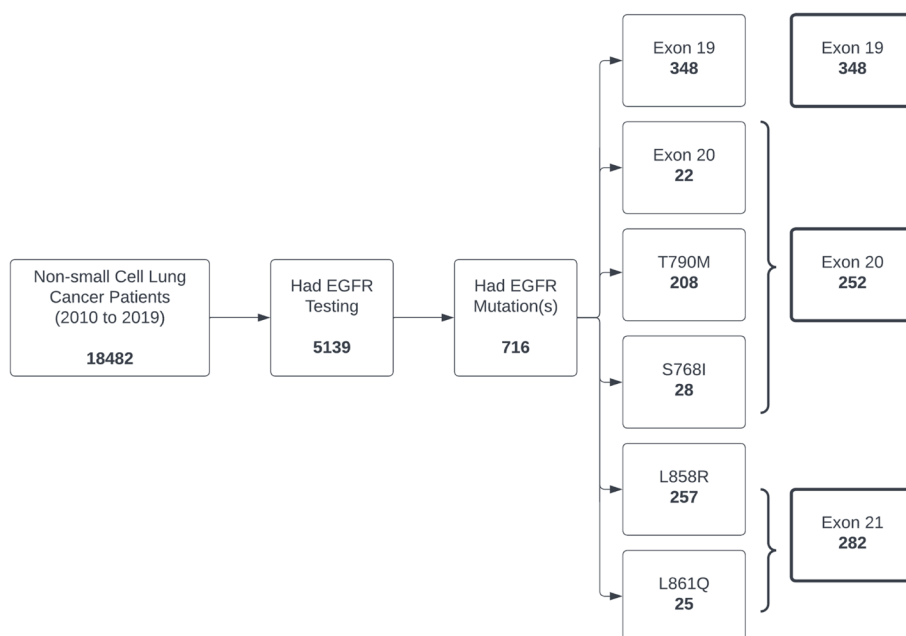 Non-small Cell Lung
Cancer Patients
(2010 to 2019)
18482
Had EGFR
Testing
5139
Had EGFR
Mutation(s)
716
Exon 19
348
Exon 20
22
T790M
208
S768I
28
L858R
257
L861Q
25
Exon 19
348
Exon 20
252
Exon 21
282